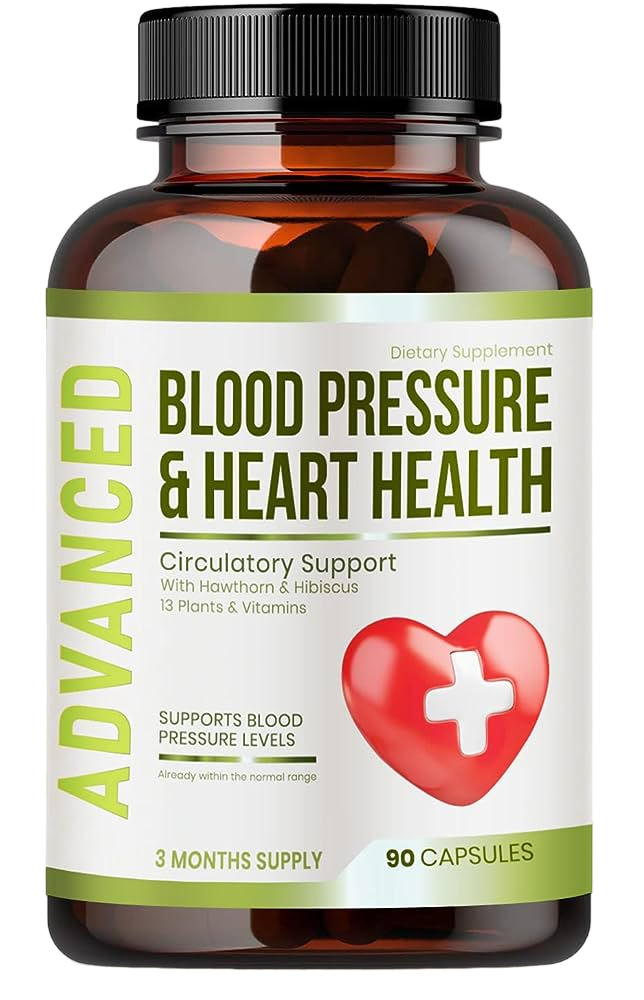 Dietary Supplement
ADVANCED
BLOOD PRESSURE
& HEART HEALTH
Circulatory Support
With Hawthorn & Hibiscus
13 Plants & Vitamins
SUPPORTS BLOOD
PRESSURE LEVELS
Already within the normal range
3 MONTHS SUPPLY
90 CAPSULES